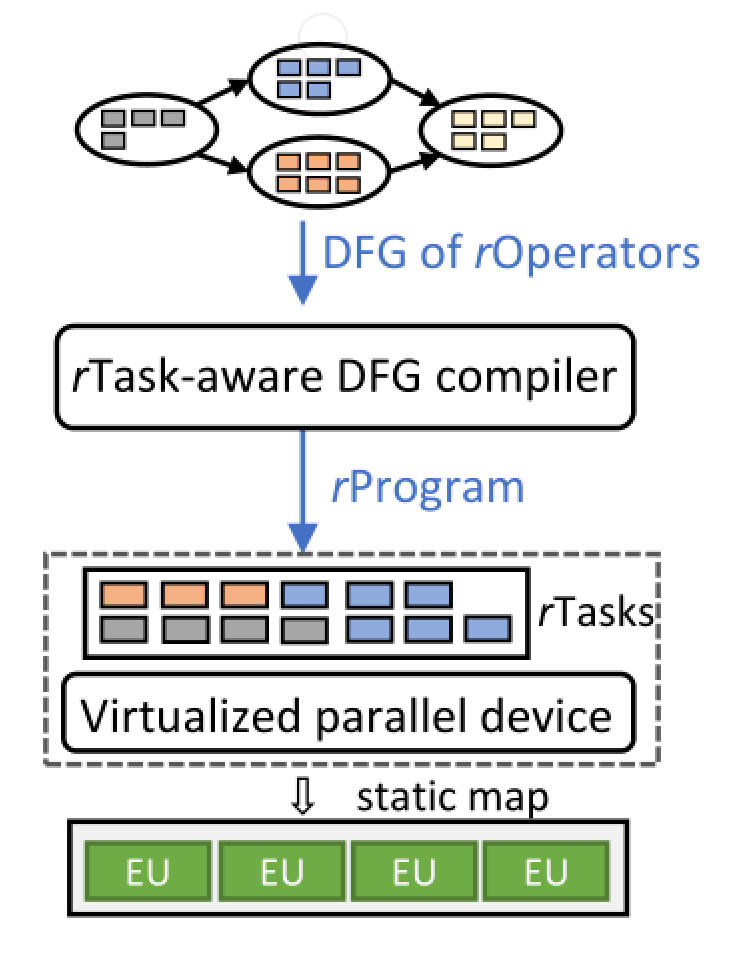 DFG of rOperators
rTask-aware DFG compiler
rProgram
rTasks
Virtualized parallel device
static map
EU EU EU EU